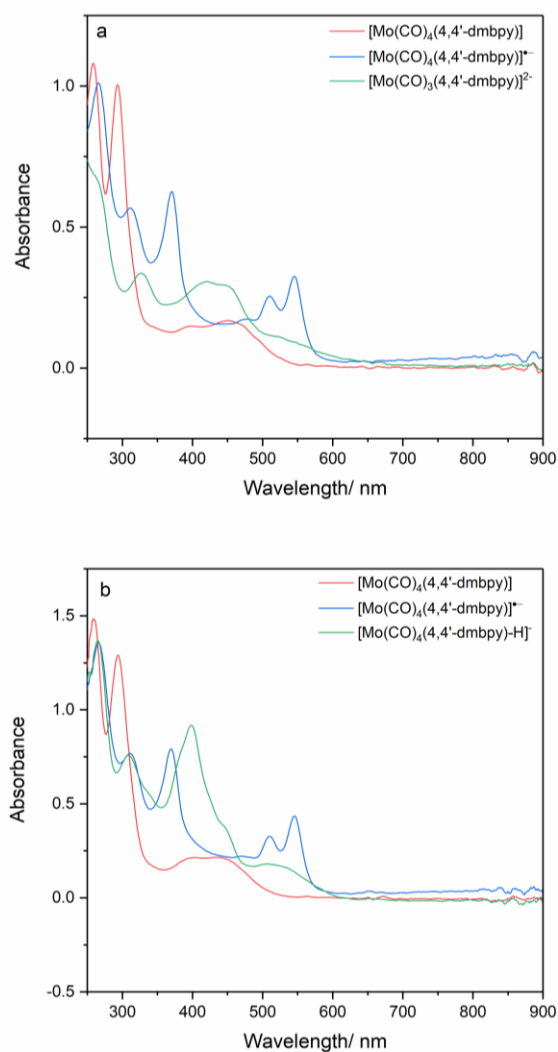 a
[Mo(CO)₄(4,4'-dmbpy)]
[Mo(CO)₄(4,4'-dmbpy)]•−
[Mo(CO)₃(4,4'-dmbpy)]²⁻
1.0
0.5
0.0
Absorbance
300 400 500 600 700 800 900
Wavelength/ nm
b
[Mo(CO)₄(4,4'-dmbpy)]
[Mo(CO)₄(4,4'-dmbpy)]•−
[Mo(CO)₄(4,4'-dmbpy)-H]⁻
1.5
1.0
0.5
0.0
-0.5
Absorbance
300 400 500 600 700 800 900
Wavelength/ nm